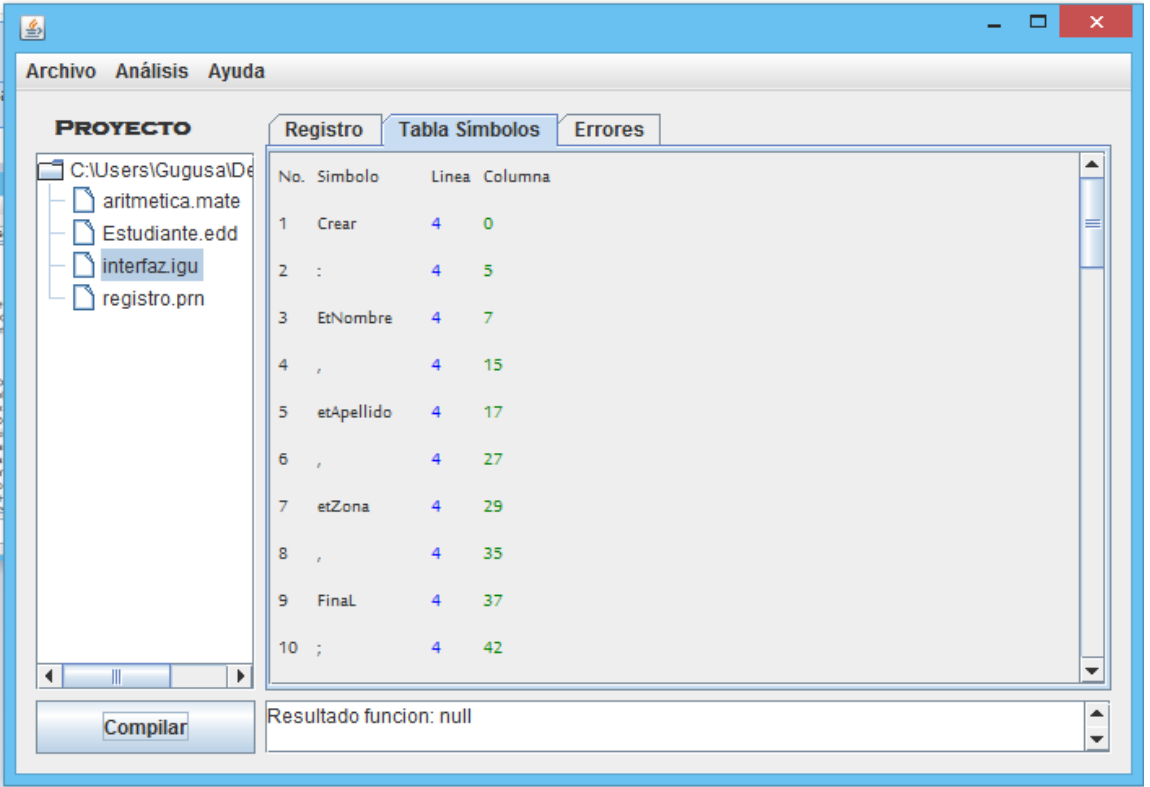 Archivo Análisis Ayuda
PROYECTO
C:\Users\Gugusa\De
aritmetica.mate
Estudiante.edd
interfaz.igu
registro.prn
Compilar
Registro Tabla Símbolos Errores
No. Simbolo Linea Columna
1 Crear 4 0
2 : 4 5
3 EtNombre 4 7
4 , 4 15
5 etApellido 4 17
6 , 4 27
7 etZona 4 29
8 , 4 35
9 FinaL 4 37
10 ; 4 42
Resultado funcion: null